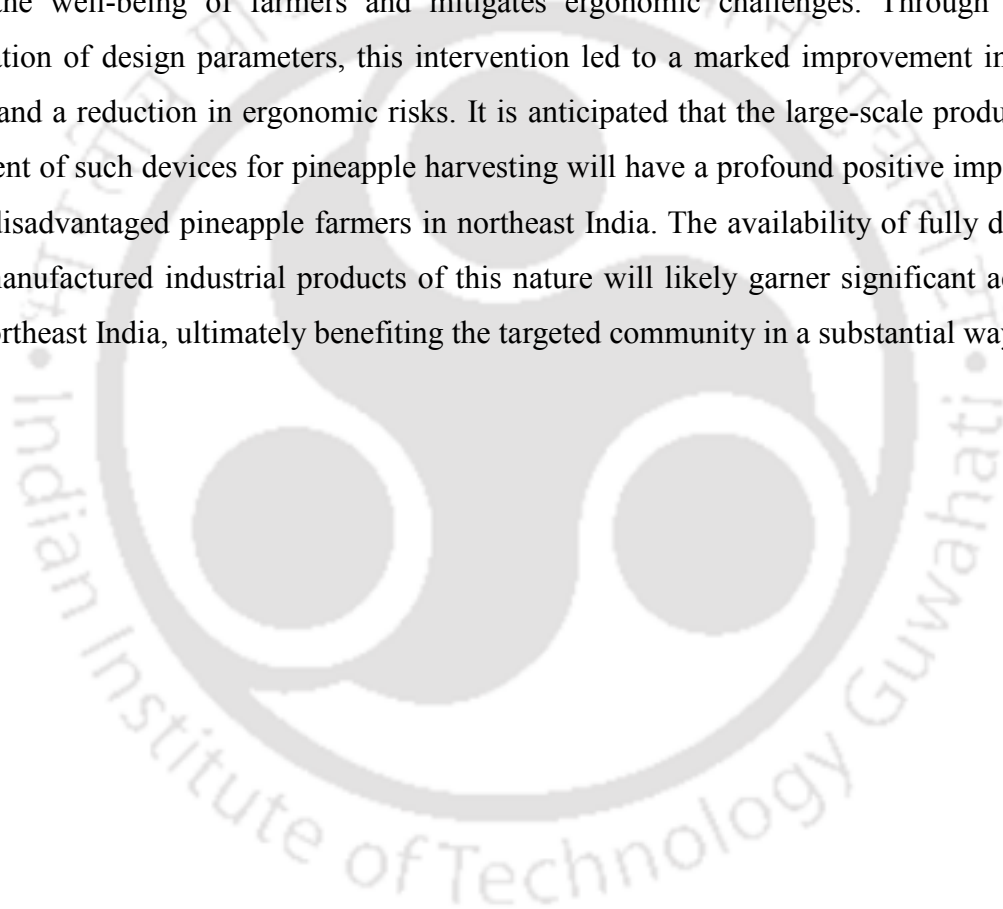 the well-being of farmers and mitigates ergonomic challenges. Through
ation of design parameters, this intervention led to a marked improvement in
and a reduction in ergonomic risks. It is anticipated that the large-scale produ
ent of such devices for pineapple harvesting will have a profound positive imp
disadvantaged pineapple farmers in northeast India. The availability of fully d
manufactured industrial products of this nature will likely garner significant a
rtheast India, ultimately benefiting the targeted community in a substantial way
Indian Institute of Technology Guwahati